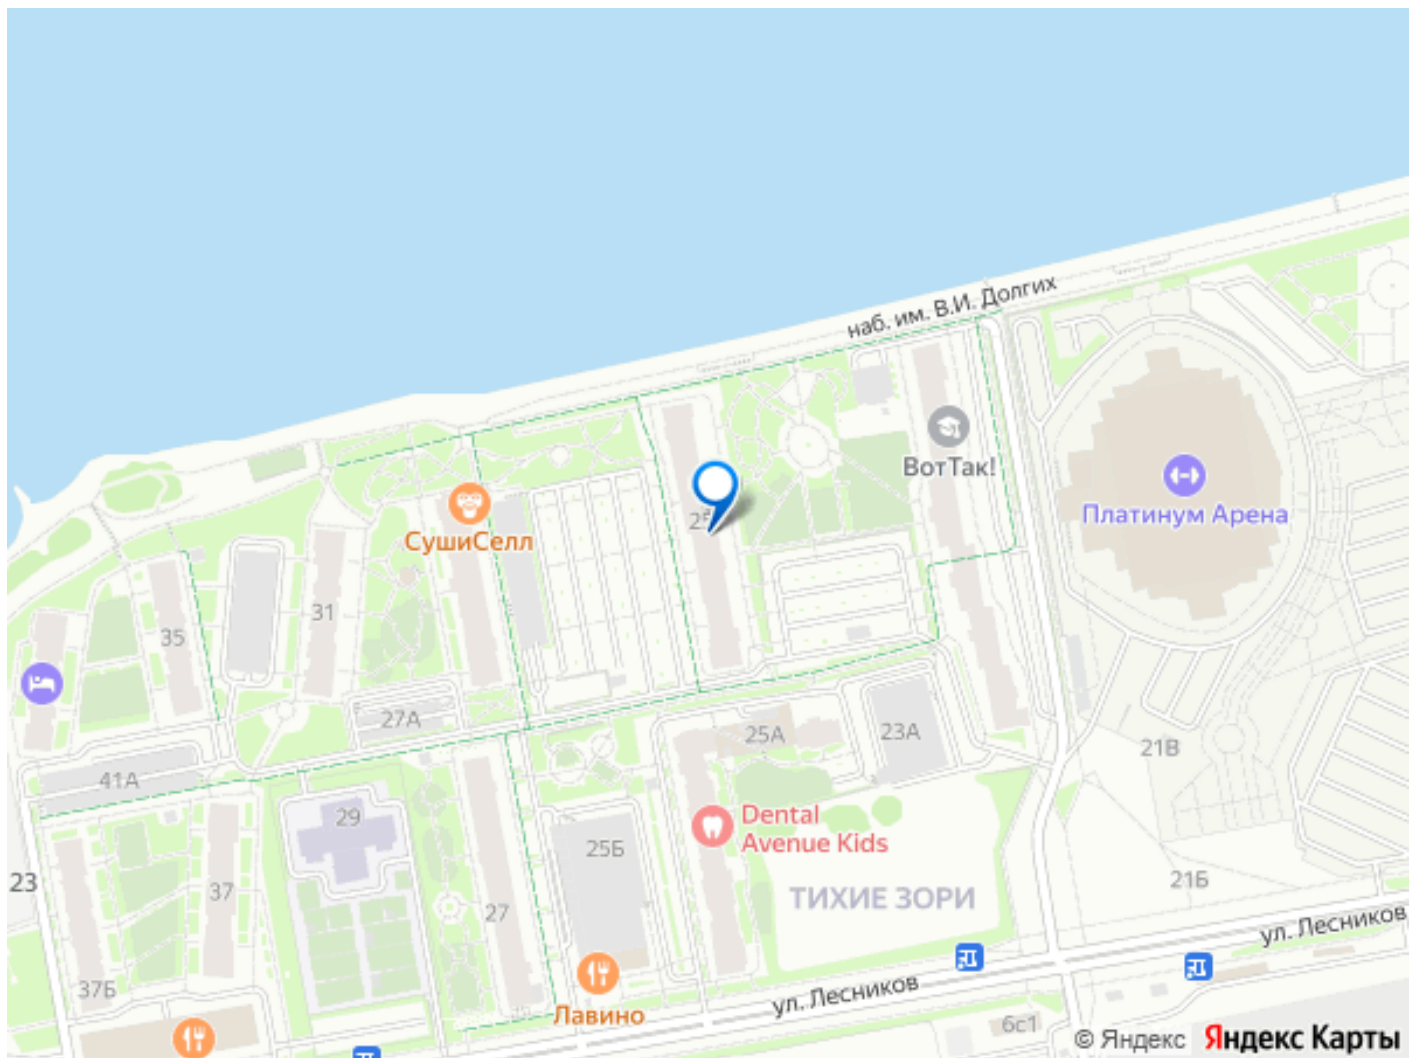 наб. им. В.И. Долгих
ВотТак!
Платинум Арена
СушиСелл
31
35
27А
25А
23А
21В
41А
29
Dental
Avenue Kids
25Б
23
37
27
ТИХИЕ ЗОРИ
21Б
ул. Лесников
37Б
ул. Лесников
Лавино
6с1
© Яндекс Яндекс Карты